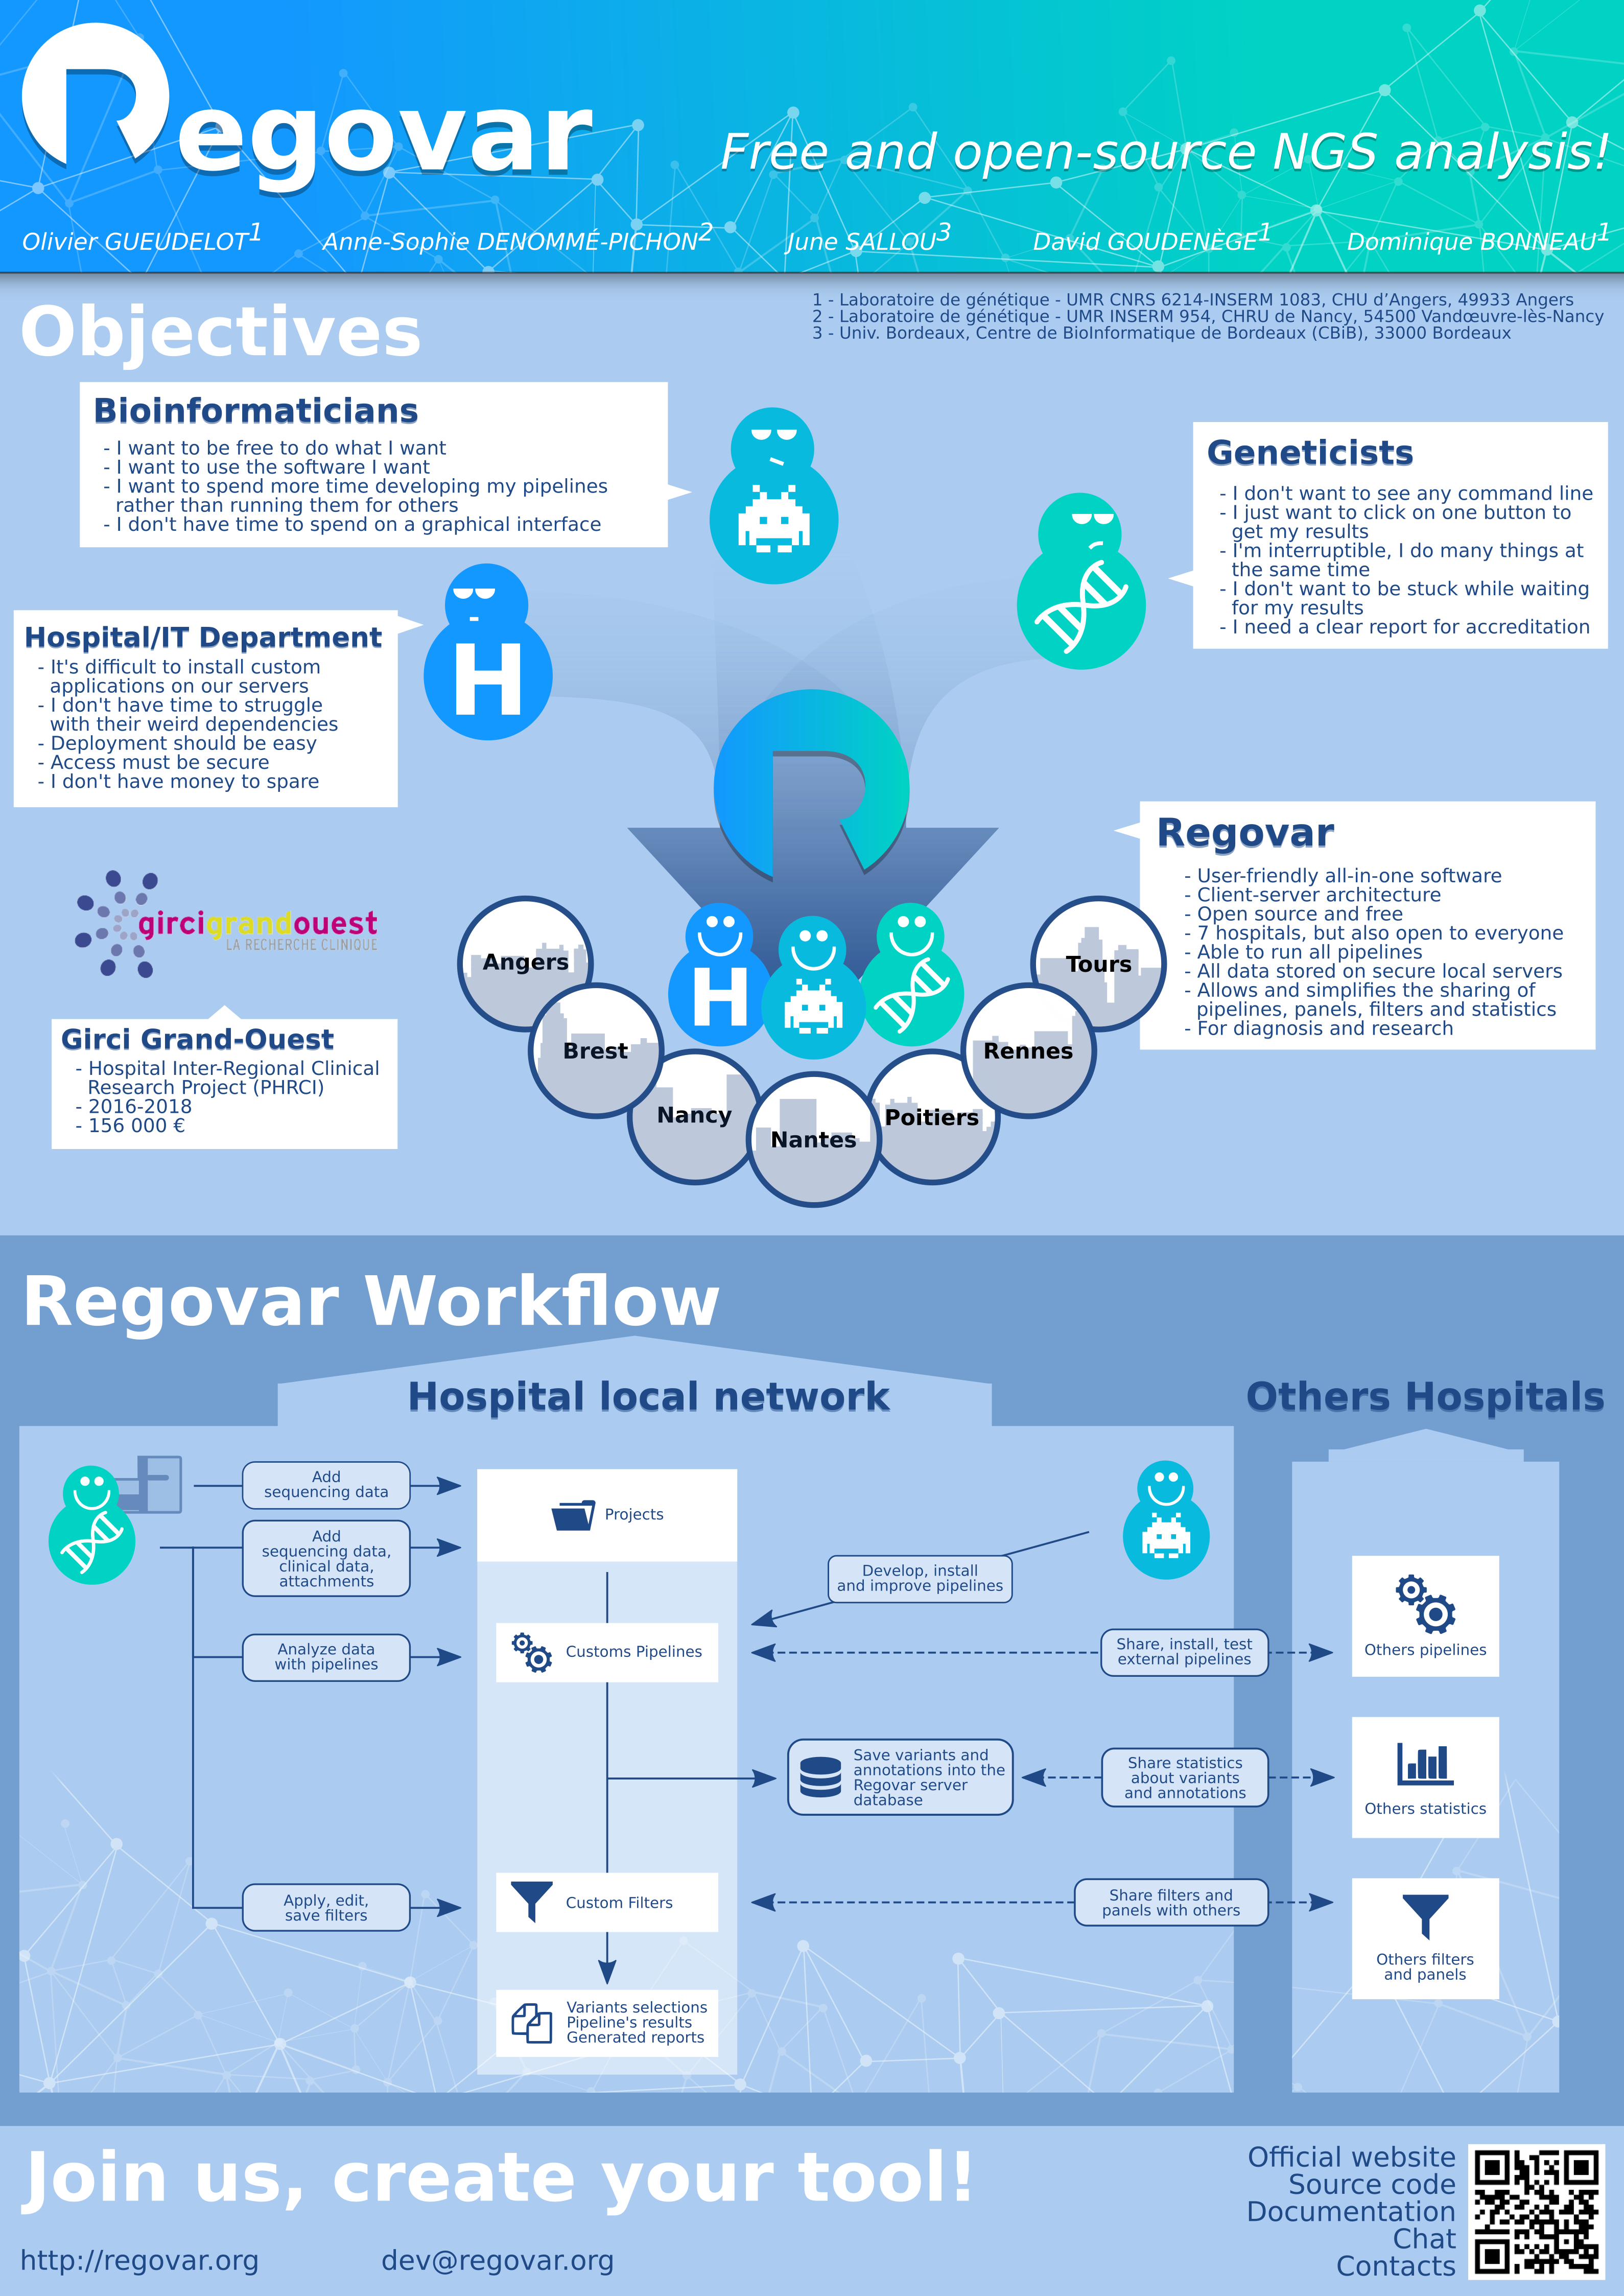 Regovar
Free and open-source NGS analysis!
Olivier GUEUDELOT1 Anne-Sophie DENOMMÉ-PICHON2 June SALLOU3 David GOUDENÈGE1 Dominique BONNEAU1
1 - Laboratoire de génétique - UMR CNRS 6214-INSERM 1083, CHU d’Angers, 49933 Angers
2 - Laboratoire de génétique - UMR INSERM 954, CHRU de Nancy, 54500 Vandœuvre-lès-Nancy
3 - Univ. Bordeaux, Centre de BioInformatique de Bordeaux (CBiB), 33000 Bordeaux
Objectives
Bioinformaticians
- I want to be free to do what I want
- I want to use the software I want
- I want to spend more time developing my pipelines
rather than running them for others
- I don't have time to spend on a graphical interface
Geneticists
- I don't want to see any command line
- I just want to click on one button to
get my results
- I'm interruptible, I do many things at
the same time
- I don't want to be stuck while waiting
for my results
- I need a clear report for accreditation
Hospital/IT Department
- It's difficult to install custom
applications on our servers
- I don't have time to struggle
with their weird dependencies
- Deployment should be easy
- Access must be secure
- I don't have money to spare
H
Regovar
- User-friendly all-in-one software
- Client-server architecture
- Open source and free
- 7 hospitals, but also open to everyone
- Able to run all pipelines
- All data stored on secure local servers
- Allows and simplifies the sharing of
pipelines, panels, filters and statistics
- For diagnosis and research
gircigrandouest
LA RECHERCHE CLINIQUE
Girci Grand-Ouest
- Hospital Inter-Regional Clinical
Research Project (PHRCI)
- 2016-2018
- 156 000 €
H
Angers
Brest
Nancy
Nantes
Poitiers
Rennes
Tours
Regovar Workflow
Hospital local network
Others Hospitals
Add
sequencing data
Add
sequencing data,
clinical data,
attachments
Analyze data
with pipelines
Apply, edit,
save filters
Projects
Customs Pipelines
Custom Filters
Variants selections
Pipeline's results
Generated reports
Develop, install
and improve pipelines
Share, install, test
external pipelines
Save variants and
annotations into the
Regovar server
database
Share statistics
about variants
and annotations
Share filters and
panels with others
Others pipelines
Others statistics
Others filters
and panels
Join us, create your tool!
http://regovar.org
dev@regovar.org
Official website
Source code
Documentation
Chat
Contacts